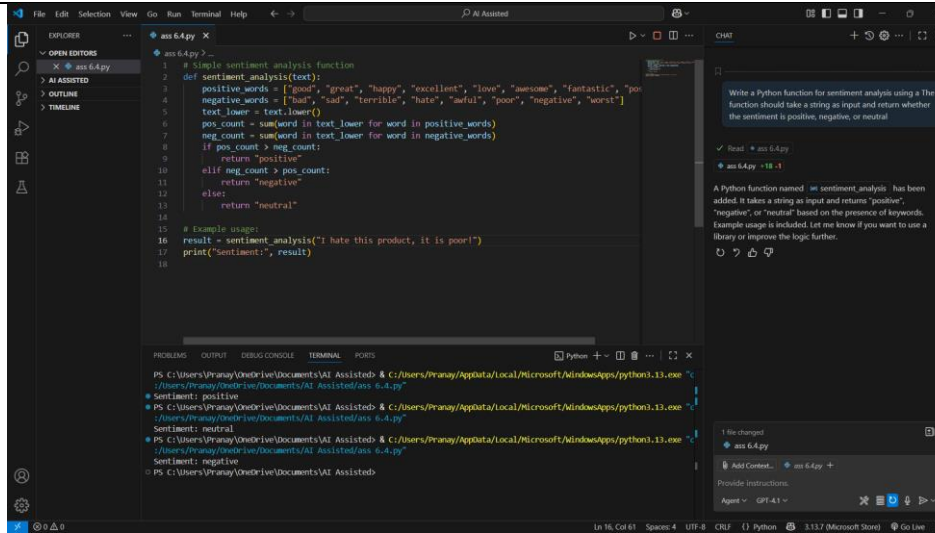 File Edit Selection View Go Run Terminal Help
AI Assisted
EXPLORER
OPEN EDITORS
ass 6.4.py
AI ASSISTED
OUTLINE
TIMELINE
ass 6.4.py
ass 6.4.py > ...
1 # Simple sentiment analysis function
2 def sentiment_analysis(text):
3 positive_words = ["good", "great", "happy", "excellent", "love", "awesome", "fantastic", "pos
4 negative_words = ["bad", "sad", "terrible", "hate", "awful", "poor", "negative", "worst"]
5 text_lower = text.lower()
6 pos_count = sum(word in text_lower for word in positive_words)
7 neg_count = sum(word in text_lower for word in negative_words)
8 if pos_count > neg_count:
9 return "positive"
10 elif neg_count > pos_count:
11 return "negative"
12 else:
13 return "neutral"
14
15 # Example usage:
16 result = sentiment_analysis("I hate this product, it is poor!")
17 print("Sentiment:", result)
18
PROBLEMS OUTPUT DEBUG CONSOLE TERMINAL PORTS
Python
PS C:\Users\Pranay\OneDrive\Documents\AI Assisted> & C:/Users/Pranay/AppData/Local/Microsoft/WindowsApps/python3.13.exe "c
:/Users/Pranay/OneDrive/Documents/AI Assisted/ass 6.4.py"
Sentiment: positive
PS C:\Users\Pranay\OneDrive\Documents\AI Assisted> & C:/Users/Pranay/AppData/Local/Microsoft/WindowsApps/python3.13.exe "c
:/Users/Pranay/OneDrive/Documents/AI Assisted/ass 6.4.py"
Sentiment: neutral
PS C:\Users\Pranay\OneDrive\Documents\AI Assisted> & C:/Users/Pranay/AppData/Local/Microsoft/WindowsApps/python3.13.exe "c
:/Users/Pranay/OneDrive/Documents/AI Assisted/ass 6.4.py"
Sentiment: negative
PS C:\Users\Pranay\OneDrive\Documents\AI Assisted>
CHAT
Write a Python function for sentiment analysis using a The
function should take a string as input and return whether
the sentiment is positive, negative, or neutral
Read ass 6.4.py
ass 6.4.py +18 -1
A Python function named sentiment_analysis has been
added. It takes a string as input and returns "positive",
"negative", or "neutral" based on the presence of keywords.
Example usage is included. Let me know if you want to use a
library or improve the logic further.
1 file changed
ass 6.4.py
Add Context... ass 6.4.py +
Provide instructions.
Agent GPT-4.1
0 0 Ln 16, Col 61 Spaces: 4 UTF-8 CRLF {} Python 3.13.7 (Microsoft Store) Go Live